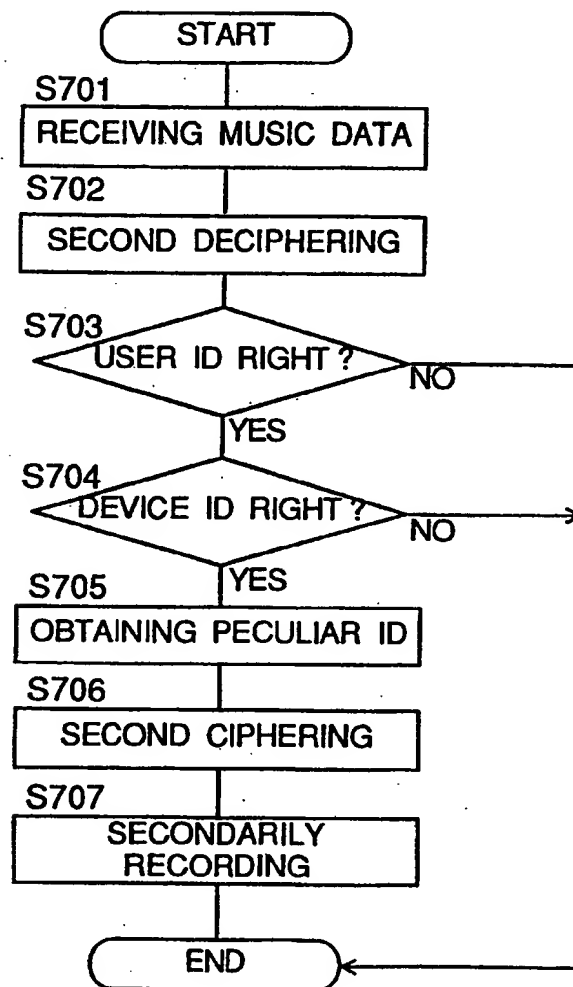 START
S701
RECEIVING MUSIC DATA
S702
SECOND DECIPHERING
S703
USER ID RIGHT ?
NO
YES
S704
DEVICE ID RIGHT ?
NO
YES
S705
OBTAINING PECULIAR ID
S706
SECOND CIPHERING
S707
SECONDARILY
RECORDING
END